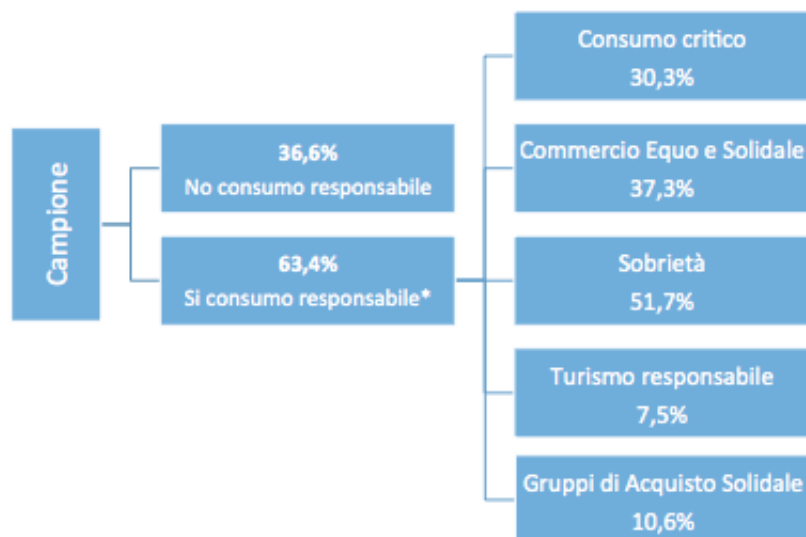 Campione
36,6%
No consumo responsabile
63,4%
Si consumo responsabile*
Consumo critico
30,3%
Commercio Equo e Solidale
37,3%
Sobrietà
51,7%
Turismo responsabile
7,5%
Gruppi di Acquisto Solidale
10,6%